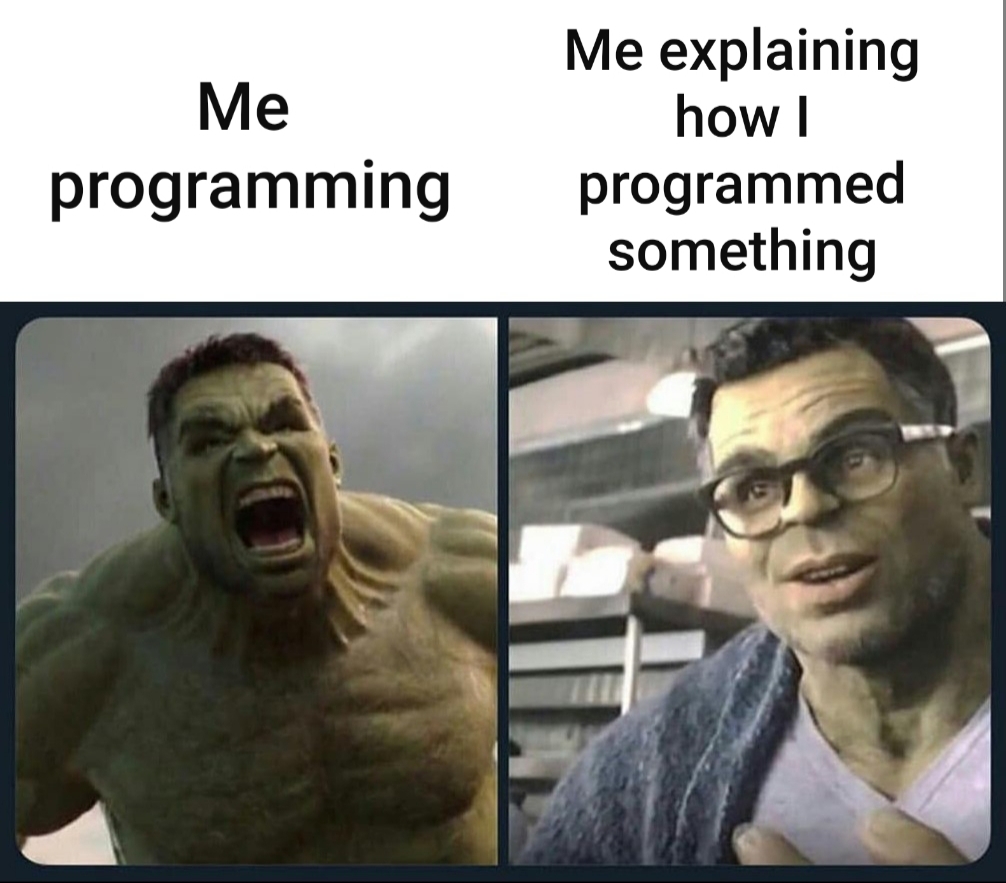 Me
programming
Me explaining
how I
programmed
something